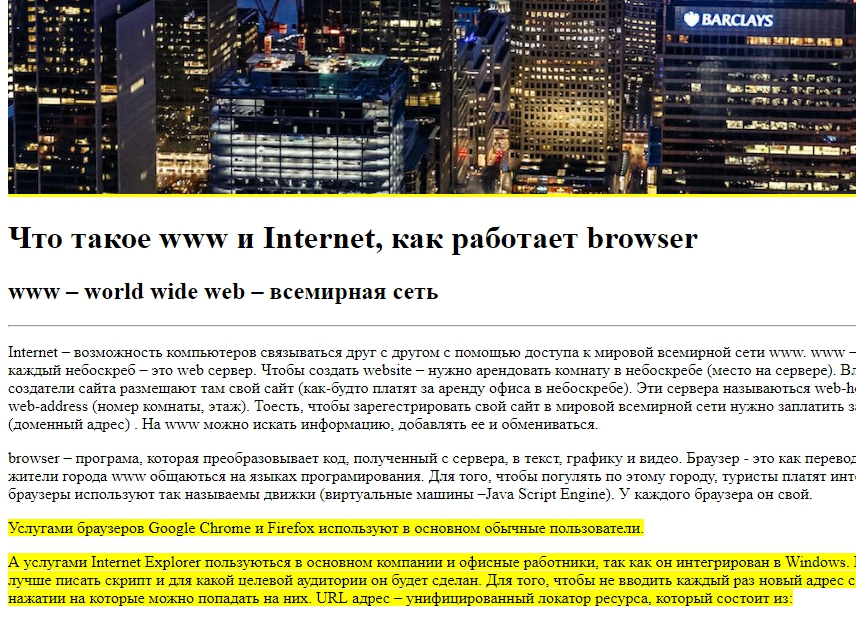 BARCLAYS
Что такое www и Internet, как работает browser
www – world wide web – всемирная сеть
Internet – возможность компьютеров связываться друг с другом с помощью доступа к мировой всемирной сети www. www –
каждый небоскреб – это web сервер. Чтобы создать website – нужно арендовать комнату в небоскребе (место на сервере). Вл
создатели сайта размещают там свой сайт (как-будто платят за аренду офиса в небоскребе). Эти сервера называються web-h
web-address (номер комнаты, этаж). Тоесть, чтобы зарегестрировать свой сайт в мировой всемирной сети нужно заплатить за
(доменный адрес) . На www можно искать информацию, добавлять ее и обмениваться.
browser – програма, которая преобразовывает код, полученный с сервера, в текст, графику и видео. Браузер - это как перевод
жители города www общаються на языках програмирования. Для того, чтобы погулять по этому городу, туристы платят инте
браузеры используют так называемы движки (виртуальные машины –Java Script Engine). У каждого браузера он свой.
Услугами браузеров Google Chrome и Firefox используют в основном обычные пользователи.
А услугами Internet Explorer пользуються в основном компании и офисные работники, так как он интегрирован в Windows.
лучше писать скрипт и для какой целевой аудитории он будет сделан. Для того, чтобы не вводить каждый раз новый адрес с
нажатии на которые можно попадать на них. URL адрес – унифицированный локатор ресурса, который состоит из: